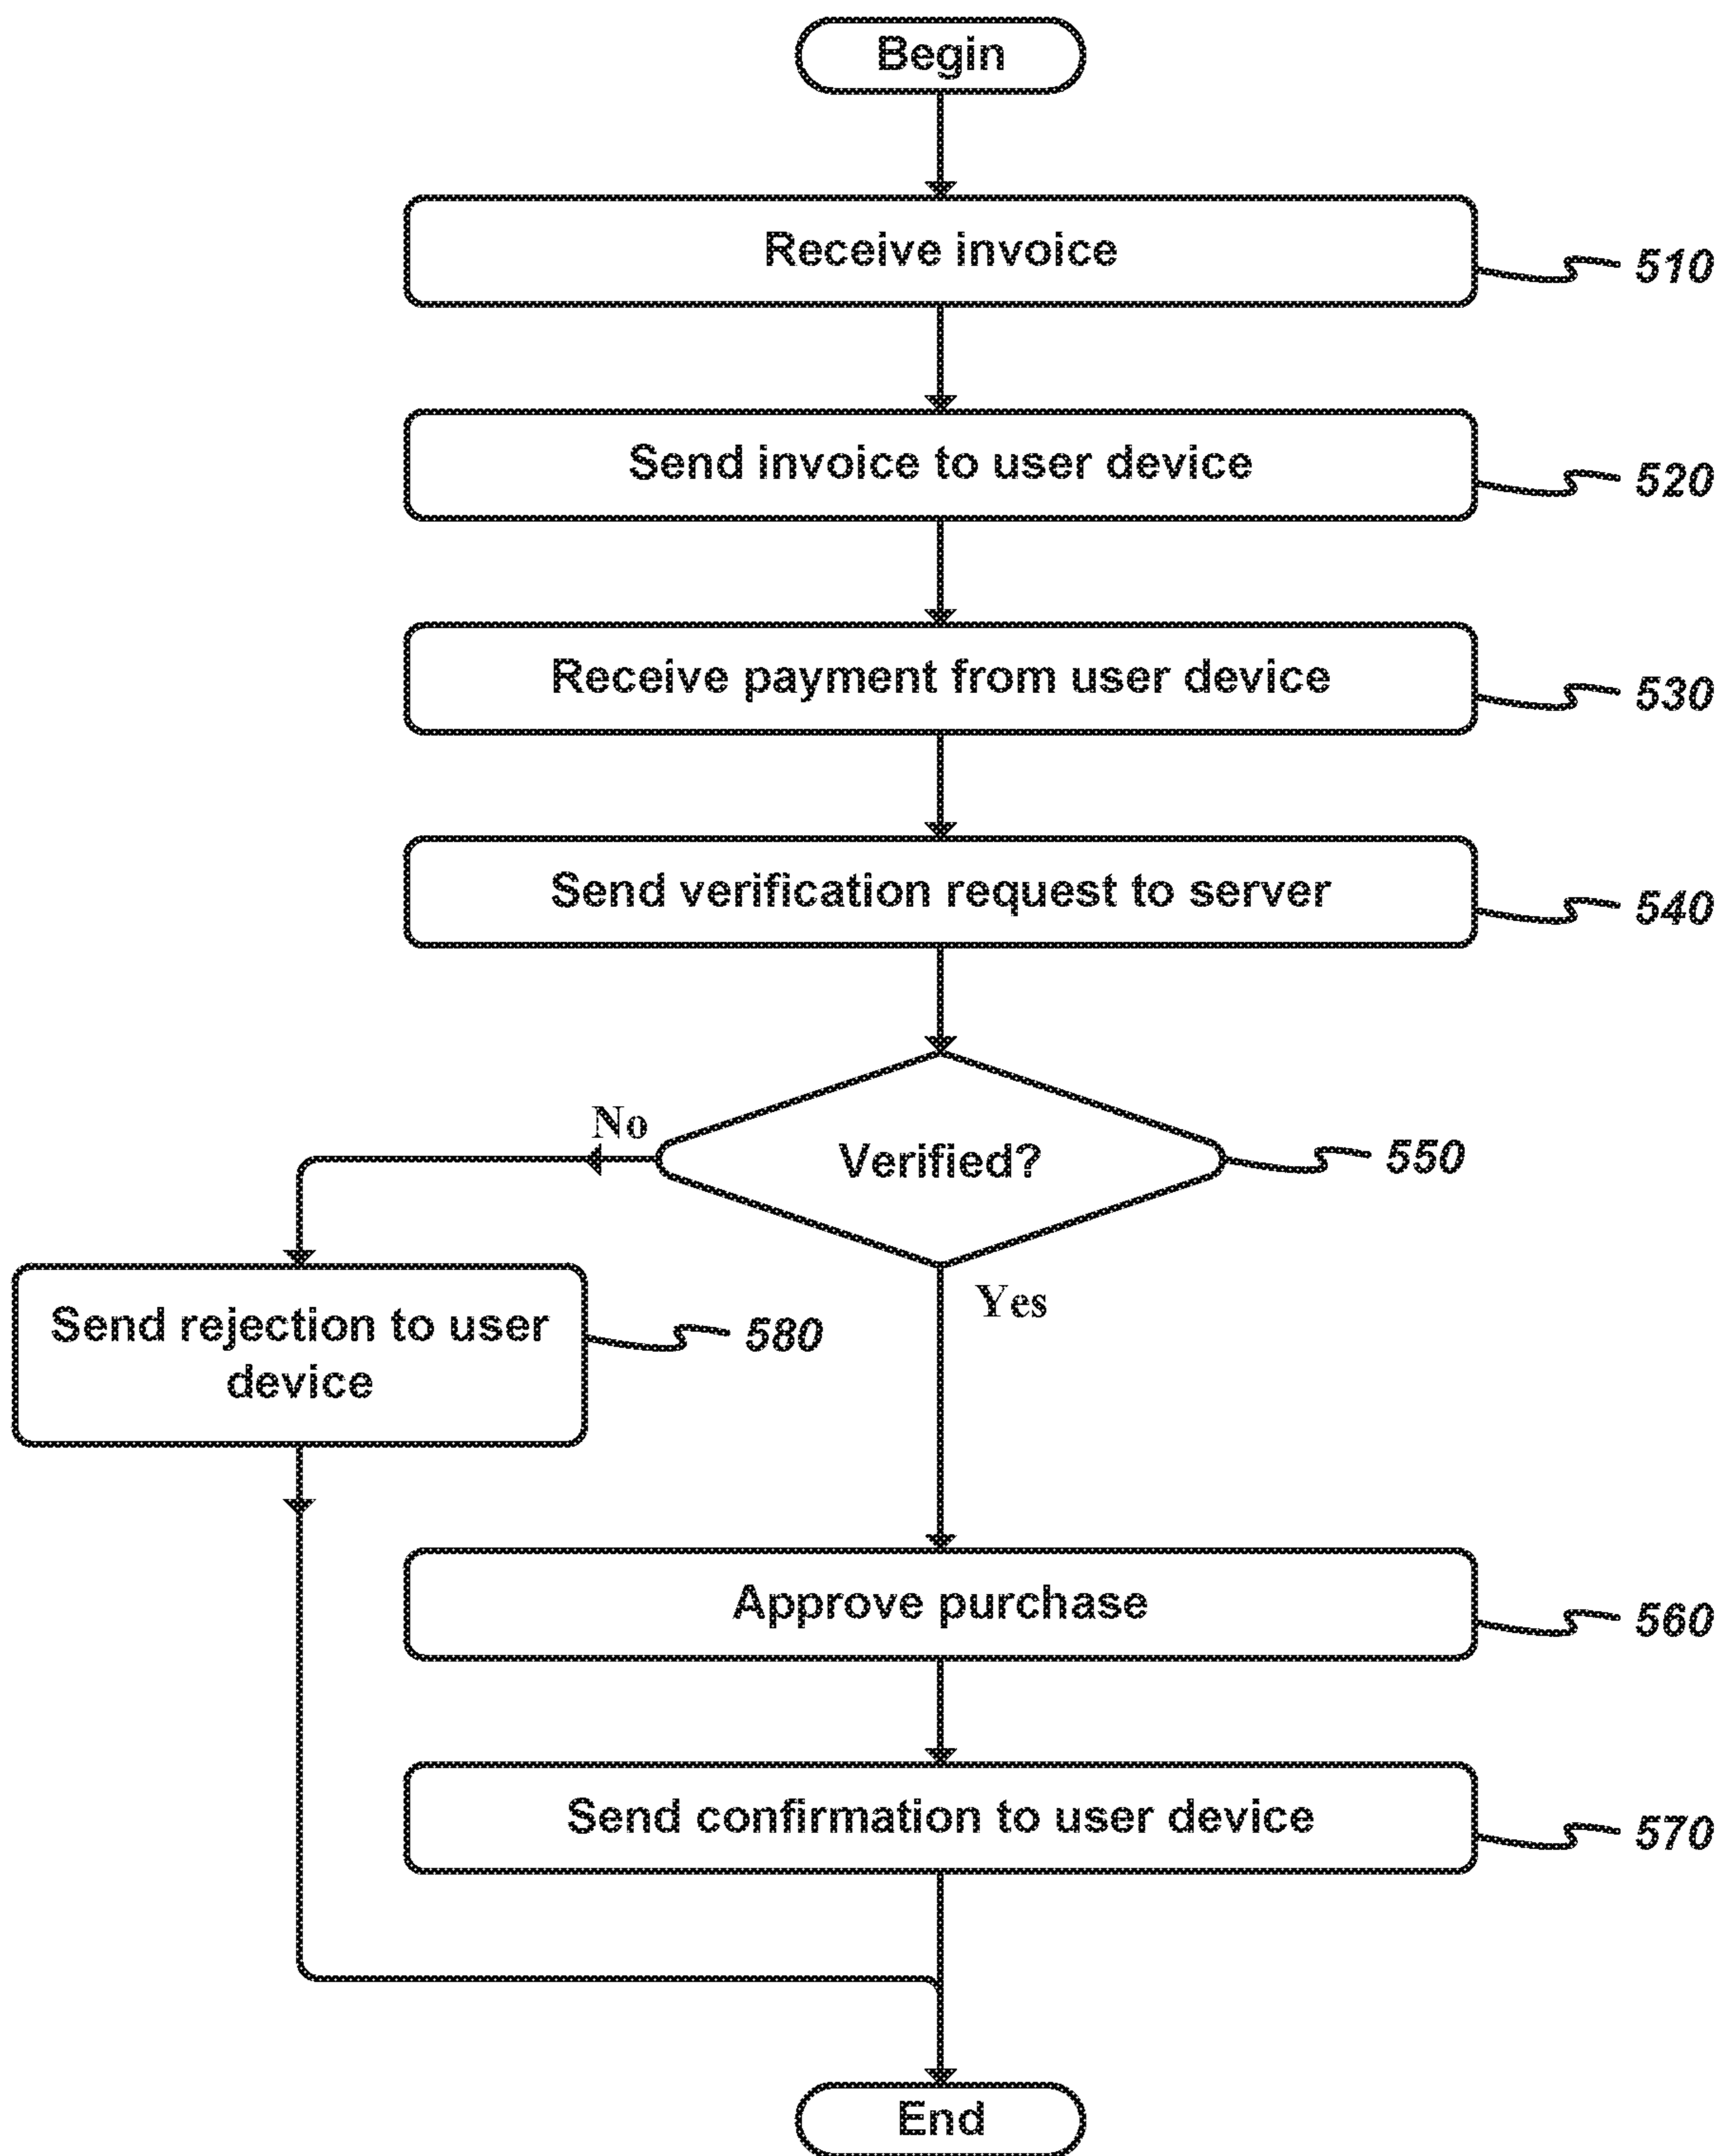 Begin
Receive invoice
510
Send invoice to user device
520
Receive payment from user device
530
Send verification request to server
540
No
Verified?
550
Yes
Send rejection to user
device
580
Approve purchase
560
Send confirmation to user device
570
End